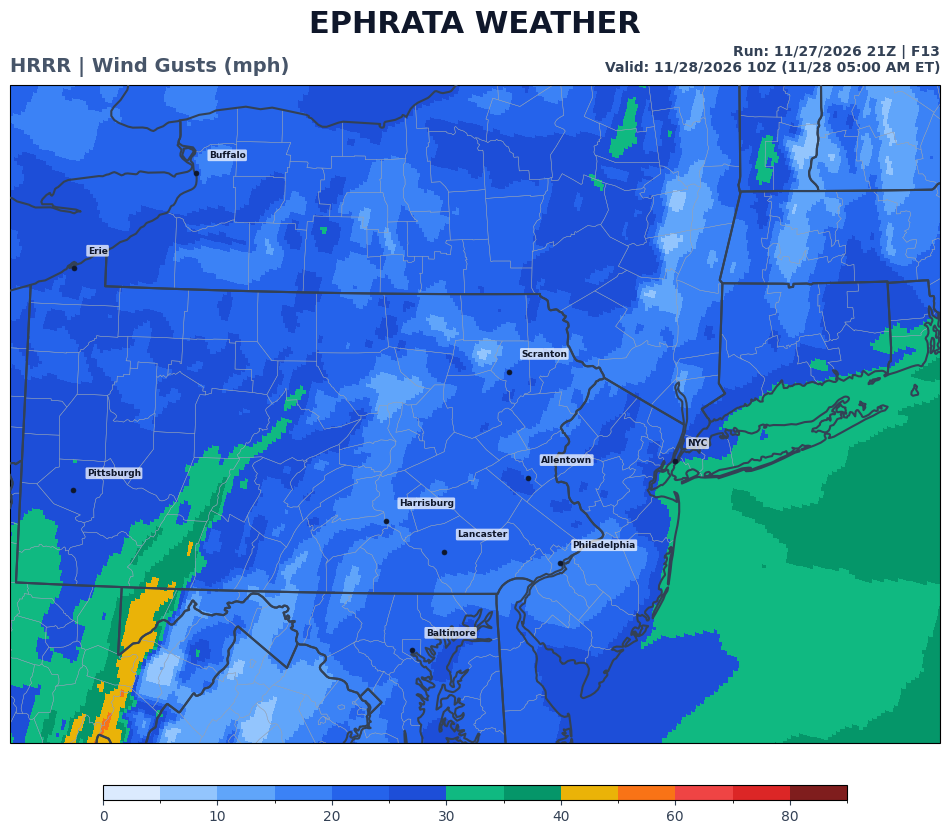 EPHRATA WEATHER
HRRR | Wind Gusts (mph)
Run: 11/27/2026 21Z | F13
Valid: 11/28/2026 10Z (11/28 05:00 AM ET)
Buffalo
Erie
Scranton
NYC
Allentown
Pittsburgh
Harrisburg
Lancaster
Philadelphia
Baltimore
0 10 20 30 40 50 60 70 80